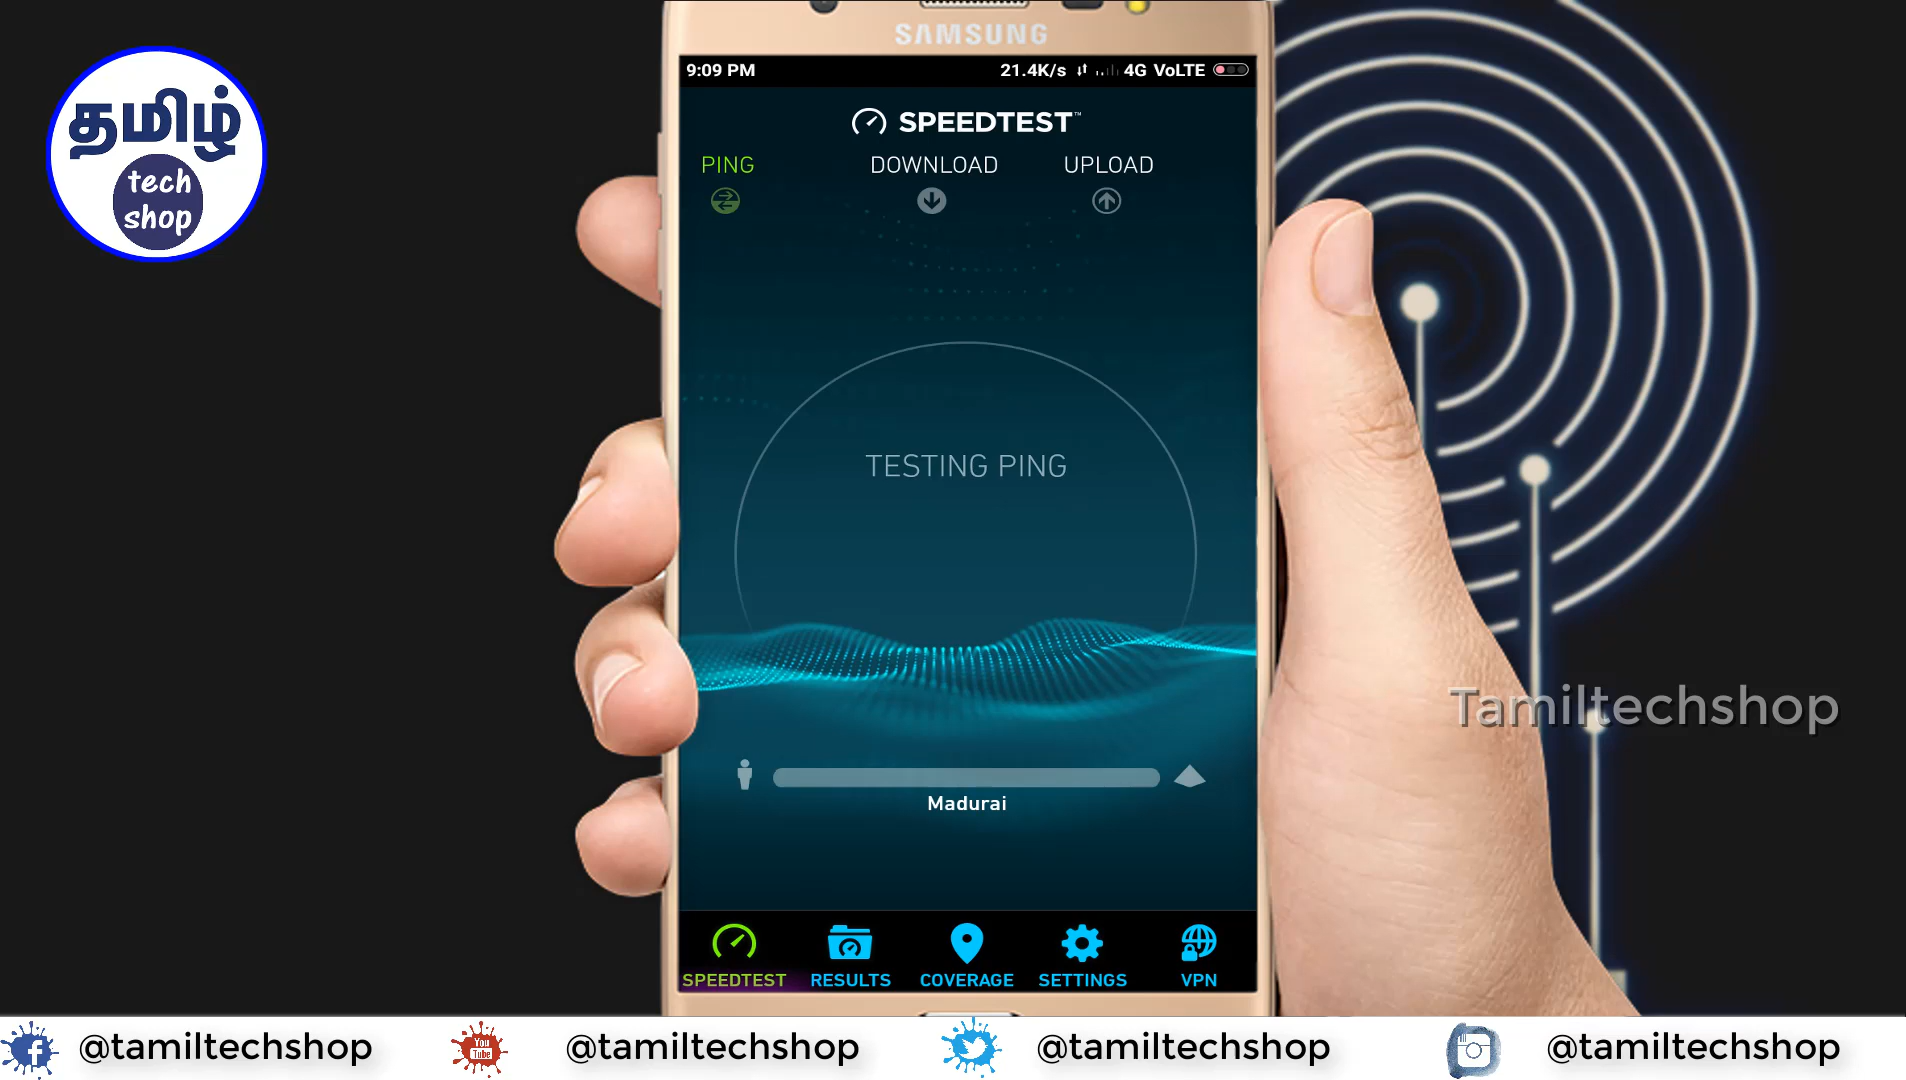 SAMSUNG
9:09 PM
21.4K/s 4G VoLTE
SPEEDTEST™
PING DOWNLOAD UPLOAD
TESTING PING
Madurai
SPEEDTEST RESULTS COVERAGE SETTINGS VPN
தமிழ்
tech
shop
Tamiltechshop
@tamiltechshop You Tube @tamiltechshop @tamiltechshop @tamiltechshop